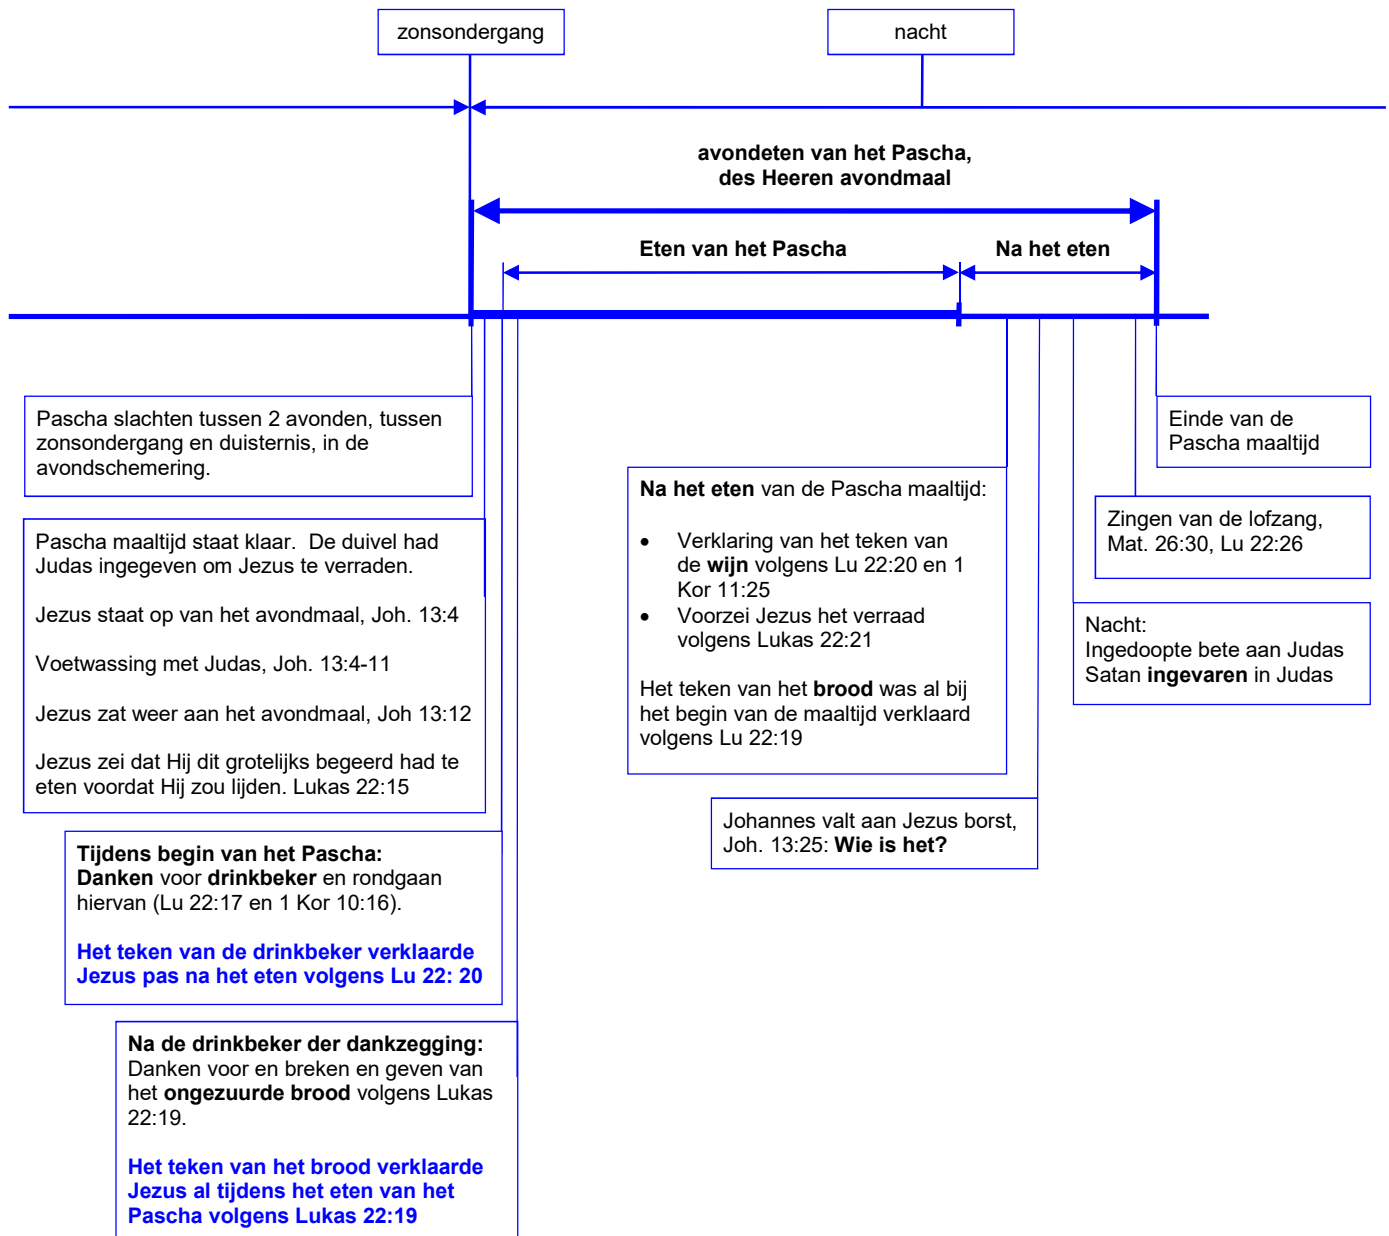 zonsondergang
nacht
avondeten van het Pascha,
des Heeren avondmaal
Eten van het Pascha
Na het eten
Pascha slachten tussen 2 avonden, tussen
zonsondergang en duisternis, in de
avondschemering.
Pascha maaltijd staat klaar.  De duivel had
Judas ingegeven om Jezus te verraden.
Jezus staat op van het avondmaal, Joh. 13:4
Voetwassing met Judas, Joh. 13:4-11
Jezus zat weer aan het avondmaal, Joh 13:12
Jezus zei dat Hij dit grotelijks begeerd had te
eten voordat Hij zou lijden. Lukas 22:15
Tijdens begin van het Pascha:
Danken voor drinkbeker en rondgaan
hiervan (Lu 22:17 en 1 Kor 10:16).
Het teken van de drinkbeker verklaarde
Jezus pas na het eten volgens Lu 22: 20
Na de drinkbeker der dankzegging:
Danken voor en breken en geven van
het ongezuurde brood volgens Lukas
22:19.
Het teken van het brood verklaarde
Jezus al tijdens het eten van het
Pascha volgens Lukas 22:19
Na het eten van de Pascha maaltijd:
• Verklaring van het teken van
de wijn volgens Lu 22:20 en 1
Kor 11:25
• Voorzei Jezus het verraad
volgens Lukas 22:21
Het teken van het brood was al bij
het begin van de maaltijd verklaard
volgens Lu 22:19
Johannes valt aan Jezus borst,
Joh. 13:25: Wie is het?
Nacht:
Ingedoopte bete aan Judas
Satan ingevaren in Judas
Zingen van de lofzang,
Mat. 26:30, Lu 22:26
Einde van de
Pascha maaltijd